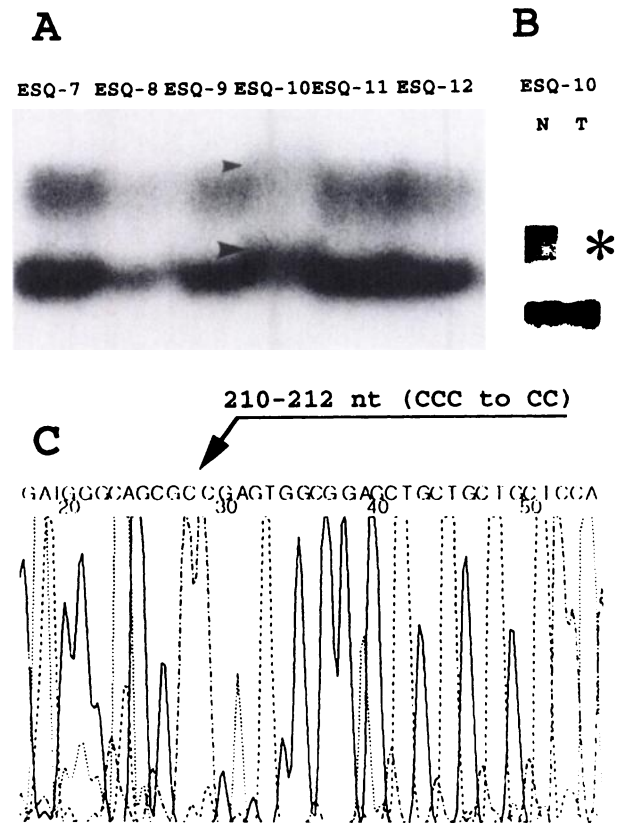 A
B
ESQ-7 ESQ-8 ESQ-9 ESQ-10 ESQ-11 ESQ-12
ESQ-10
N T
*
210-212 nt (CCC to CC)
C
GATGGGCAGCGCCGAGTGGCGGAGCTGCTGCTGCTCCA
20 30 40 50